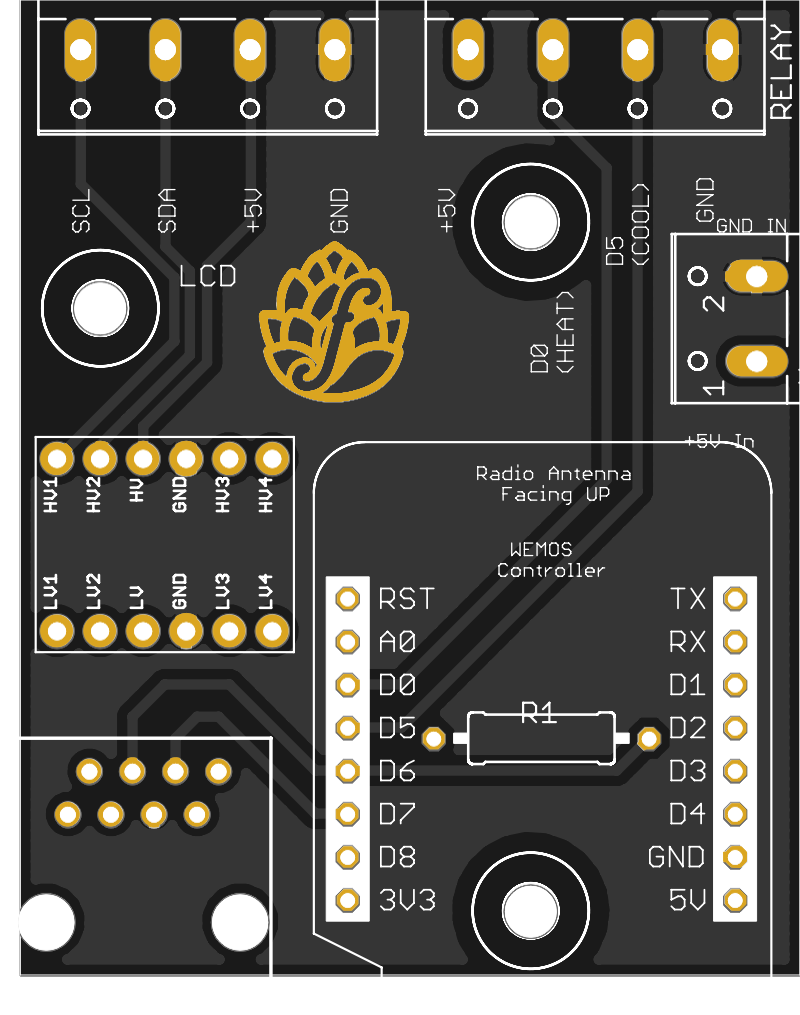 RELAY
SCL
SDA
+5V
GND
+5V
D0
(HEAT)
D5
(COOL)
GND
GND IN
LCD
2
1
+5V In
HV1
HV2
HV
GND
HV3
HV4
LV1
LV2
LV
GND
LV3
LV4
Radio Antenna
Facing UP
WEMOS
Controller
RST
A0
D0
D5
D6
D7
D8
3V3
R1
TX
RX
D1
D2
D3
D4
GND
5V